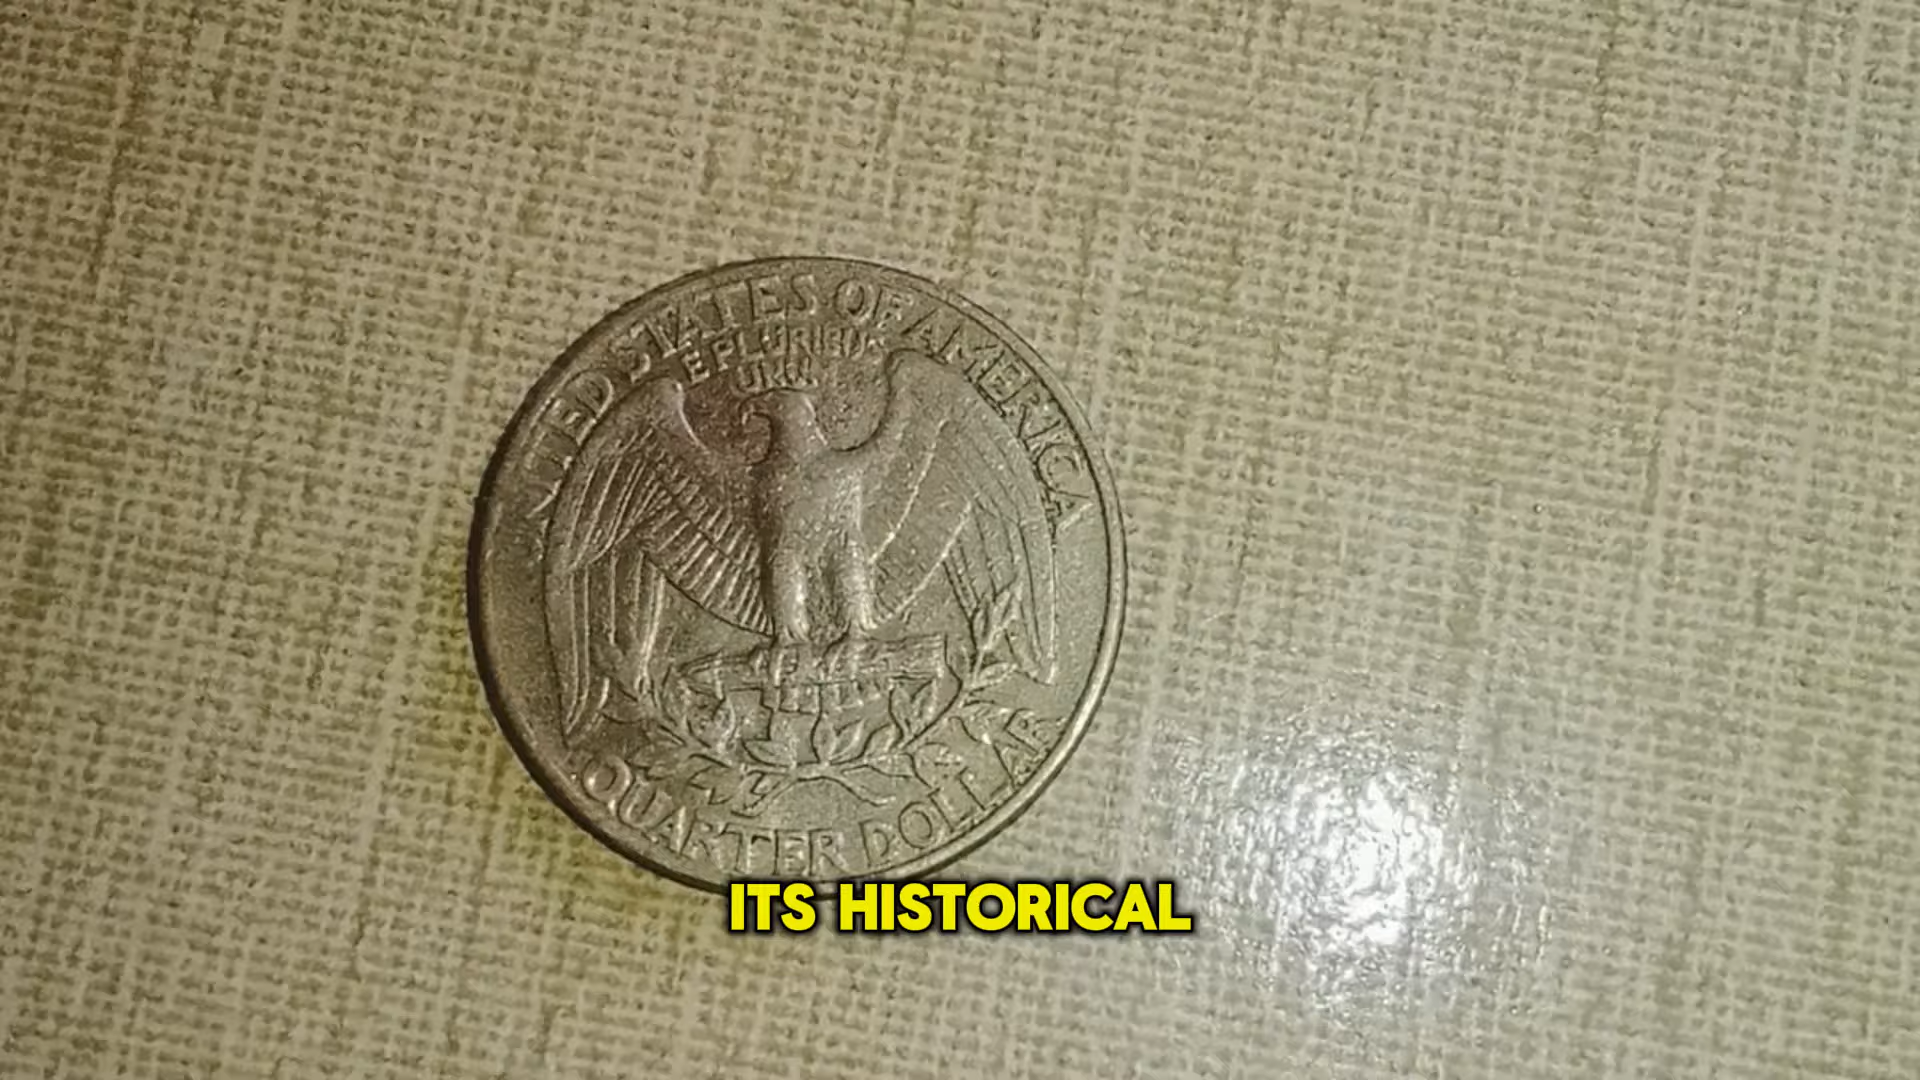 UNITED STATES OF AMERICA
E PLURIBUS
UNUM
QUARTER DOLLAR
ITS HISTORICAL